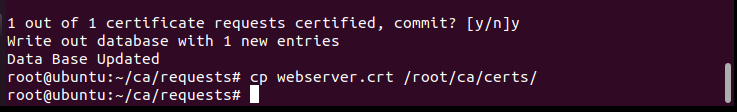 1 out of 1 certificate requests certified, commit? [y/n]y
Write out database with 1 new entries
Data Base Updated
root@ubuntu:~/ca/requests# cp webserver.crt /root/ca/certs/
root@ubuntu:~/ca/requests#